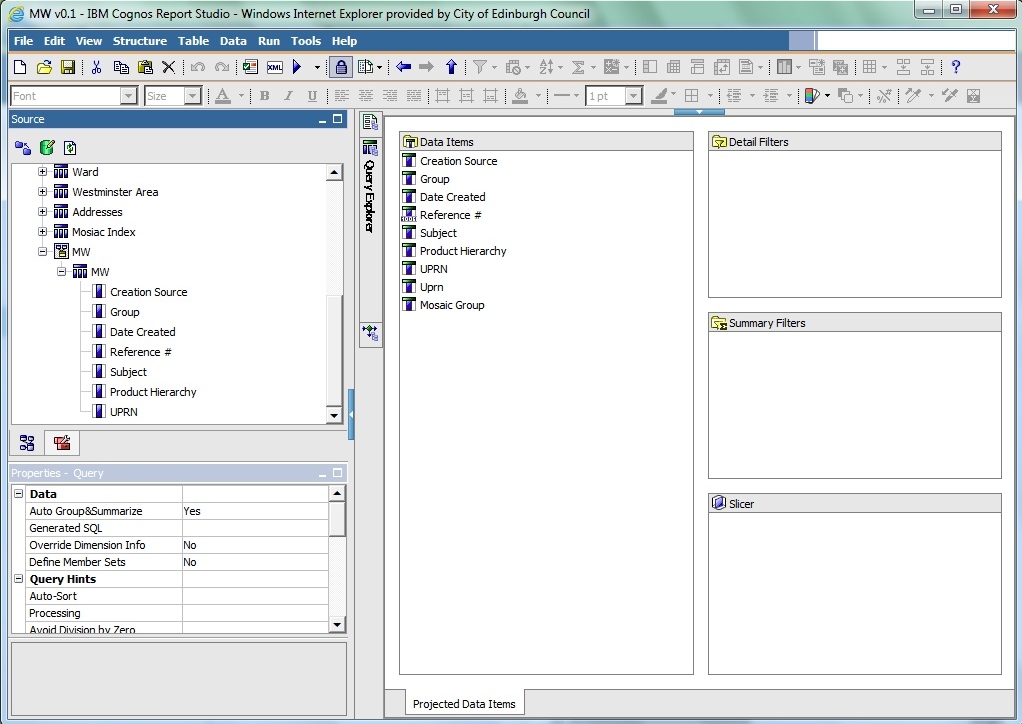 MW v0.1 - IBM Cognos Report Studio - Windows Internet Explorer provided by City of Edinburgh Council
File Edit View Structure Table Data Run Tools Help
XML
Font Size A B I U 1 pt
Source
Ward
Westminster Area
Addresses
Mosiac Index
MW
MW
Creation Source
Group
Date Created
Reference #
Subject
Product Hierarchy
UPRN
Properties - Query
Data
Auto Group&Summarize Yes
Generated SQL
Override Dimension Info No
Define Member Sets No
Query Hints
Auto-Sort
Processing
Avoid Division by Zero
Query Explorer
Data Items
Creation Source
Group
Date Created
Reference #
Subject
Product Hierarchy
UPRN
Uprn
Mosaic Group
Detail Filters
Summary Filters
Slicer
Projected Data Items